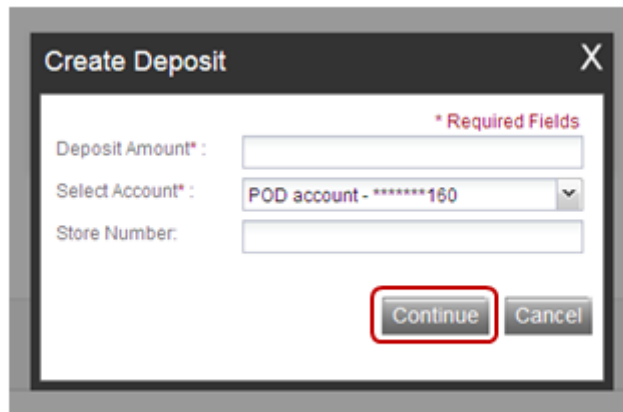 Create Deposit X
* Required Fields
Deposit Amount* :
Select Account* : POD account - *******160
Store Number:
Continue Cancel